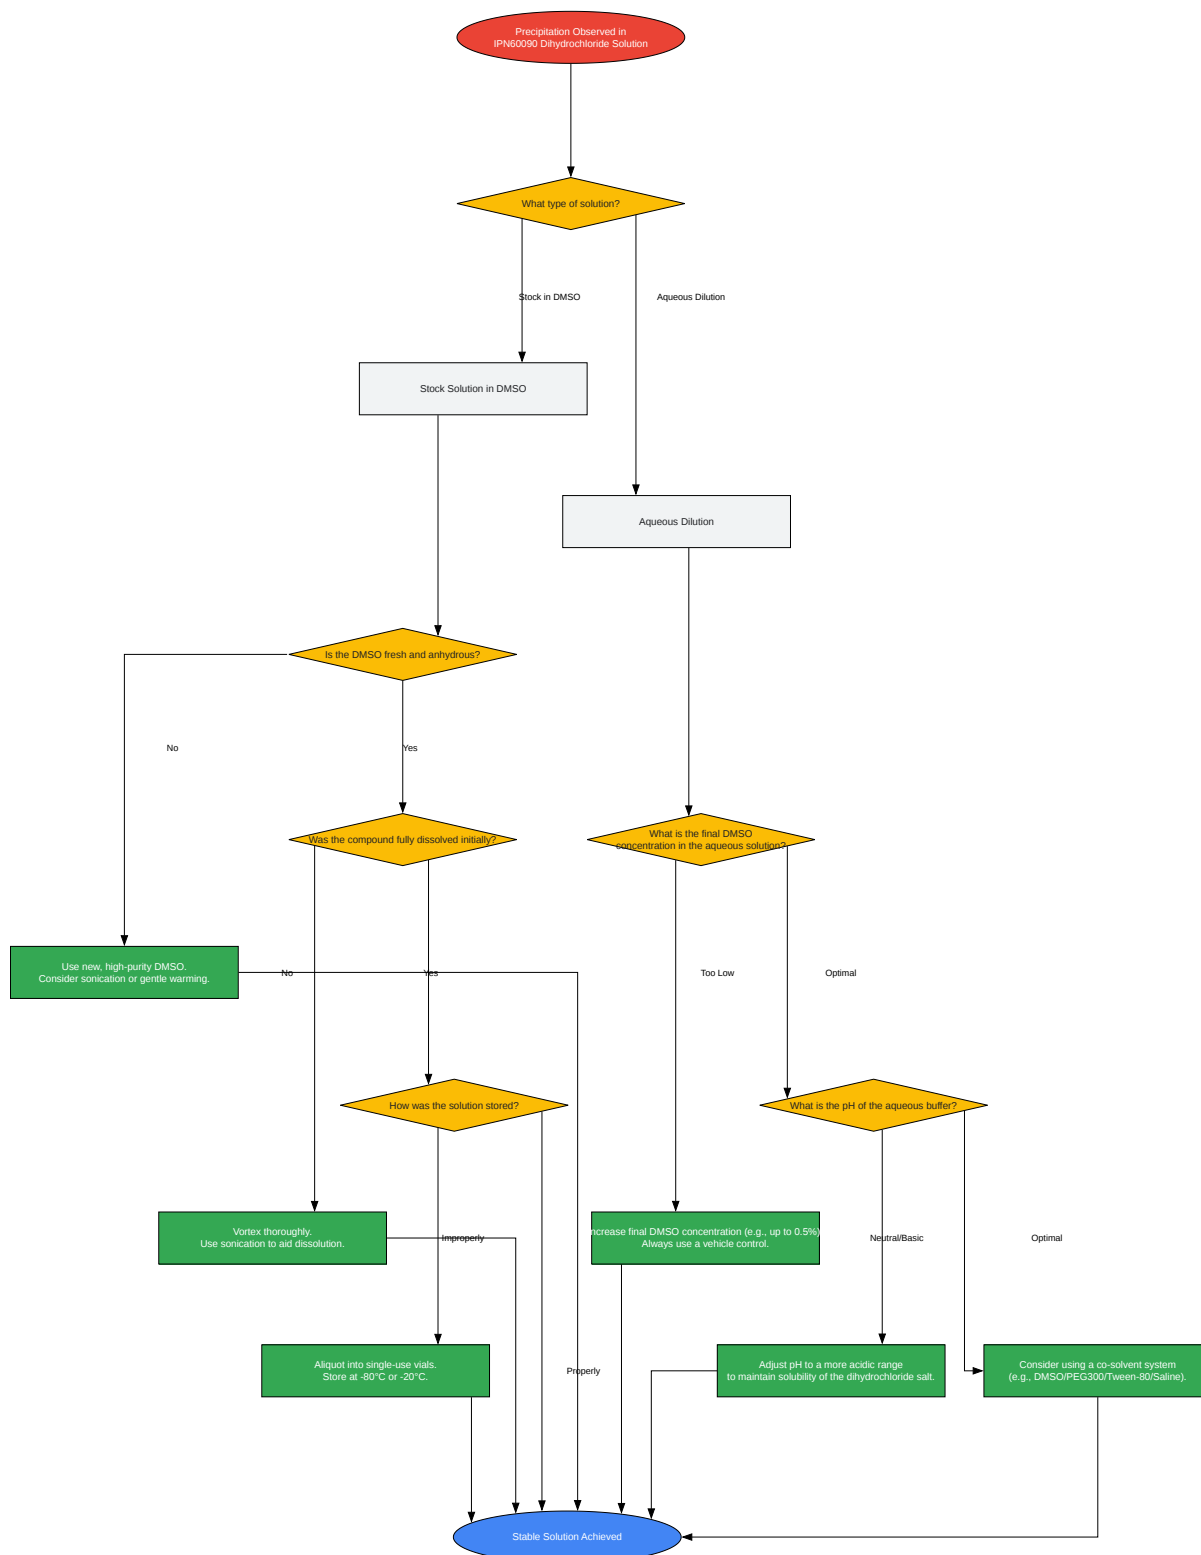 Precipitation Observed in
IPN60090 Dihydrochloride Solution
What type of solution?
Stock in DMSO
Aqueous Dilution
Stock Solution in DMSO
Aqueous Dilution
Is the DMSO fresh and anhydrous?
No
Yes
Was the compound fully dissolved initially?
What is the final DMSO
concentration in the aqueous solution?
Use new, high-purity DMSO.
Consider sonication or gentle warming.
No
Yes
Too Low
Optimal
How was the solution stored?
What is the pH of the aqueous buffer?
Vortex thoroughly.
Use sonication to aid dissolution.
Improperly
Increase final DMSO concentration (e.g., up to 0.5%)
Always use a vehicle control.
Neutral/Basic
Optimal
Aliquot into single-use vials.
Store at -80°C or -20°C.
Properly
Adjust pH to a more acidic range
to maintain solubility of the dihydrochloride salt.
Consider using a co-solvent system
(e.g., DMSO/PEG300/Tween-80/Saline).
Stable Solution Achieved